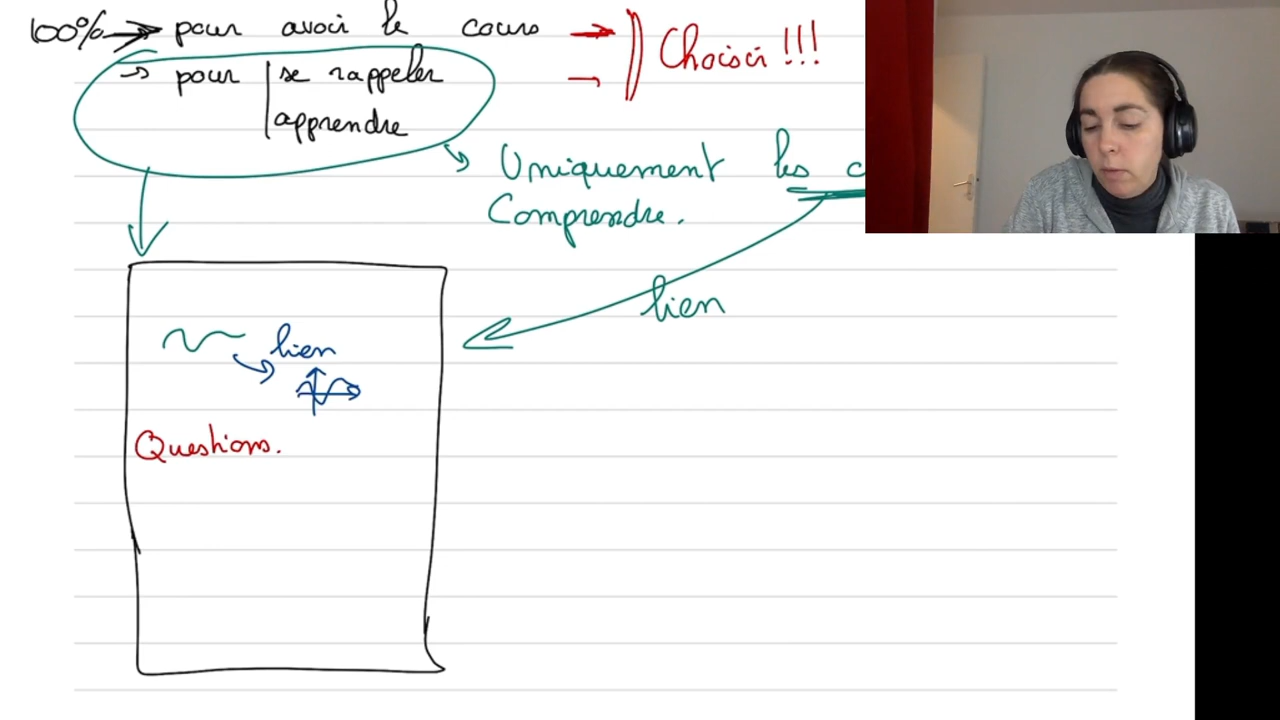 100% → pour avoir le cours →
→ pour se rappeler →
apprendre
Choisir !!!
Uniquement les c
Comprendre.
lien
lien
Questions.